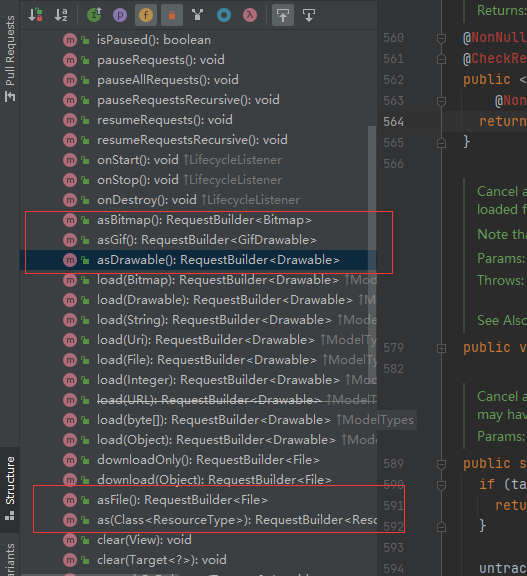 Pull Requests
Structure
ariants
isPaused(): boolean
pauseRequests(): void
pauseAllRequests(): void
pauseRequestsRecursive(): void
resumeRequests(): void
resumeRequestsRecursive(): void
onStart(): void ↑LifecycleListener
onStop(): void ↑LifecycleListener
onDestroy(): void ↑LifecycleListener
asBitmap(): RequestBuilder<Bitmap>
asGif(): RequestBuilder<GifDrawable>
asDrawable(): RequestBuilder<Drawable>
load(Bitmap): RequestBuilder<Drawable> ↑Mod
load(Drawable): RequestBuilder<Drawable> ↑M
load(String): RequestBuilder<Drawable> ↑Mode
load(Uri): RequestBuilder<Drawable> ↑ModelTy
load(File): RequestBuilder<Drawable> ↑ModelT
load(Integer): RequestBuilder<Drawable> ↑Mod
load(URL): RequestBuilder<Drawable> ↑ModelT
load(byte[]): RequestBuilder<Drawable> ↑ModelTypes
load(Object): RequestBuilder<Drawable> ↑Mod
downloadOnly(): RequestBuilder<File>
download(Object): RequestBuilder<File>
asFile(): RequestBuilder<File>
as(Class<ResourceType>): RequestBuilder<Reso
clear(View): void
clear(Target<?>): void
Returns:
560 @NonNull
561 @CheckRe
562 public <
563 @Non
564 return
565 }
566
Cancel a
loaded f
Note tha
Params:
Throws:
See Also
579 public v
582
Cancel a
may hav
Params:
589 public s
590 if (ta
591 retu
592 }
593
594 untrac